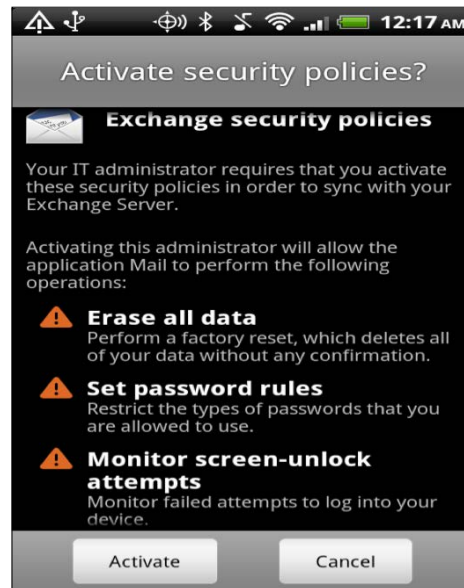 12:17 AM
Activate security policies?
Exchange security policies
Your IT administrator requires that you activate
these security policies in order to sync with your
Exchange Server.
Activating this administrator will allow the
application Mail to perform the following
operations:
Erase all data
Perform a factory reset, which deletes all
of your data without any confirmation.
Set password rules
Restrict the types of passwords that you
are allowed to use.
Monitor screen-unlock
attempts
Monitor failed attempts to log into your
device.
Activate
Cancel